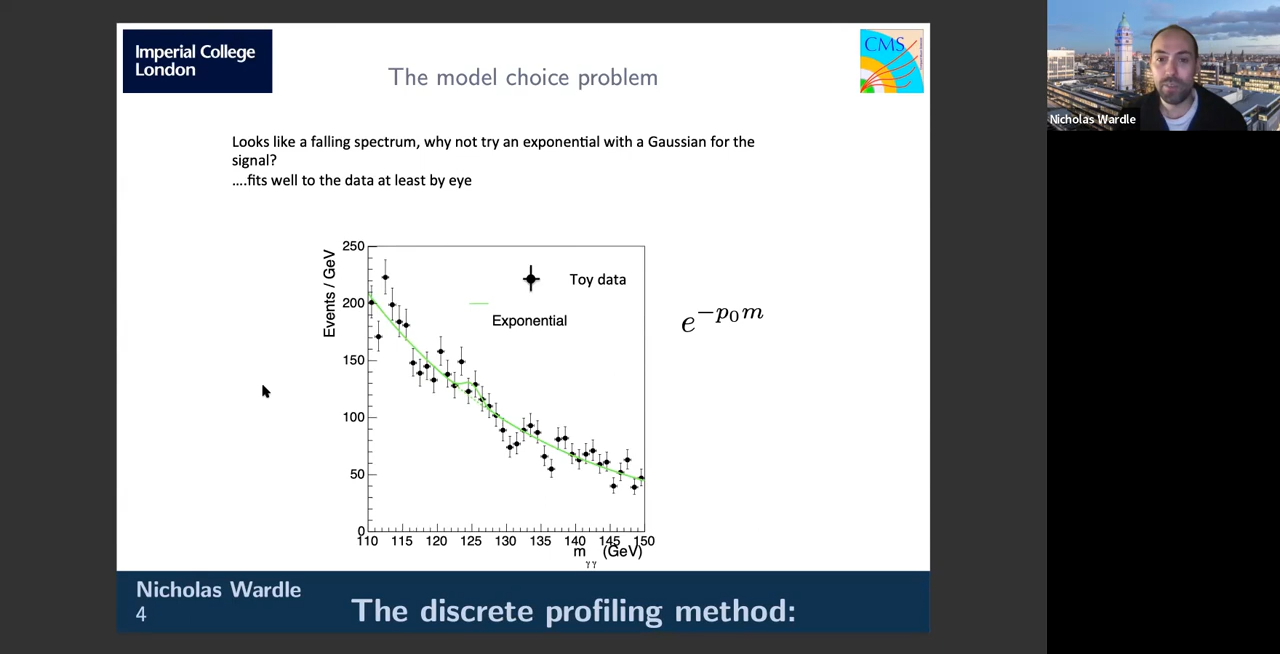 Imperial College
London
The model choice problem
CMS
Nicholas Wardle
Looks like a falling spectrum, why not try an exponential with a Gaussian for the
signal?
....fits well to the data at least by eye
Events / GeV
250
200
150
100
50
0
Toy data
Exponential
e^{-p_0 m}
110 115 120 125 130 135 140 145 150
m_{γγ} (GeV)
Nicholas Wardle
4
The discrete profiling method: